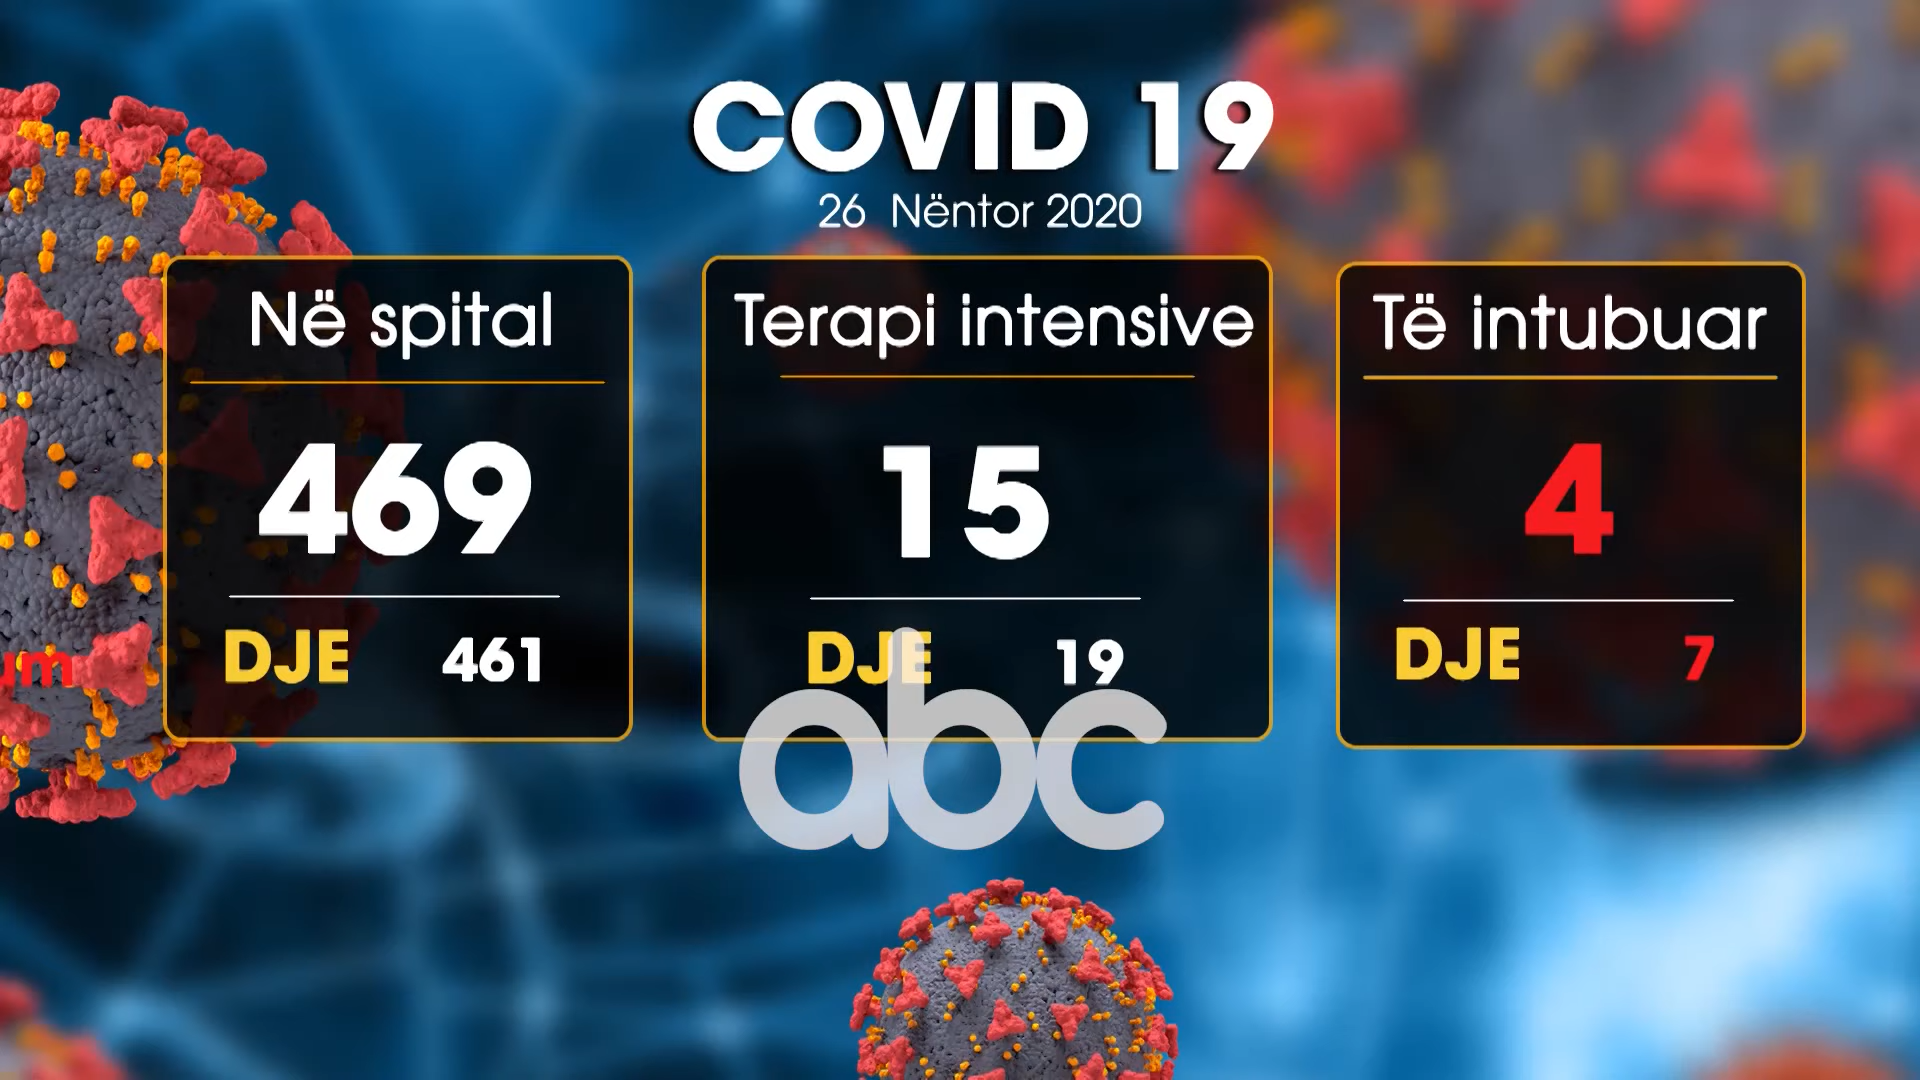 COVID 19
26 Nëntor 2020
Në spital
469
DJE 461
Terapi intensive
15
DJE 19
Të intubuar
4
DJE 7
abc
um